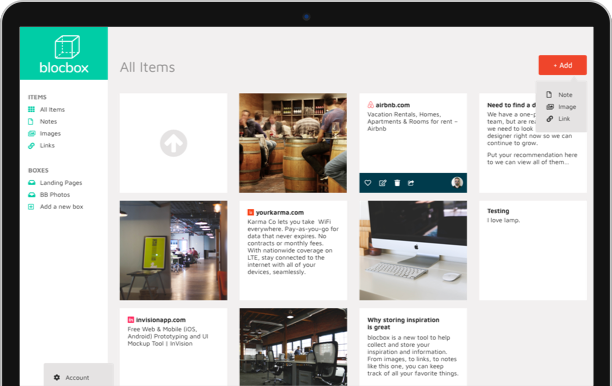 blocbox
All Items
+ Add
Note
Image
Link
ITEMS
All Items
Notes
Images
Links
BOXES
Landing Pages
BB Photos
Add a new box
Account
airbnb.com
Vacation Rentals, Homes,
Apartments & Rooms for rent –
Airbnb
Need to find a d
We have a one-p
team, but are rea
we need to look
designer right now so we can
continue to grow.
Put your recommendation here
to we can view all of them...
yourkarma.com
Karma Co lets you take WiFi
everywhere. Pay-as-you-go for
data that never expires. No
contracts or monthly fees.
With nationwide coverage on
LTE, stay connected to the
internet with all of your
devices, seamlessly.
Testing
I love lamp.
in invisionapp.com
Free Web & Mobile (iOS,
Android) Prototyping and UI
Mockup Tool | InVision
Why storing inspiration
is great
blocbox is a new tool to help
collect and store your
inspiration and information.
From images, to links, to notes
like this one, you can keep
track of all your favorite things.